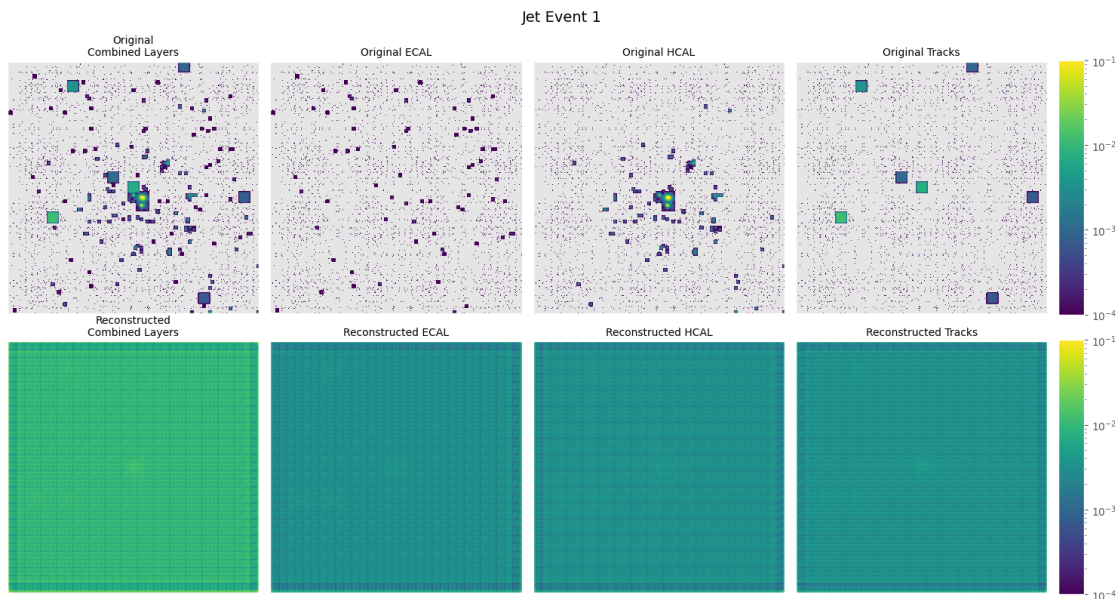 Jet Event 1
Original
Combined Layers
Original ECAL
Original HCAL
Original Tracks
10⁻¹
10⁻²
10⁻³
10⁻⁴
Reconstructed
Combined Layers
Reconstructed ECAL
Reconstructed HCAL
Reconstructed Tracks
10⁻¹
10⁻²
10⁻³
10⁻⁴